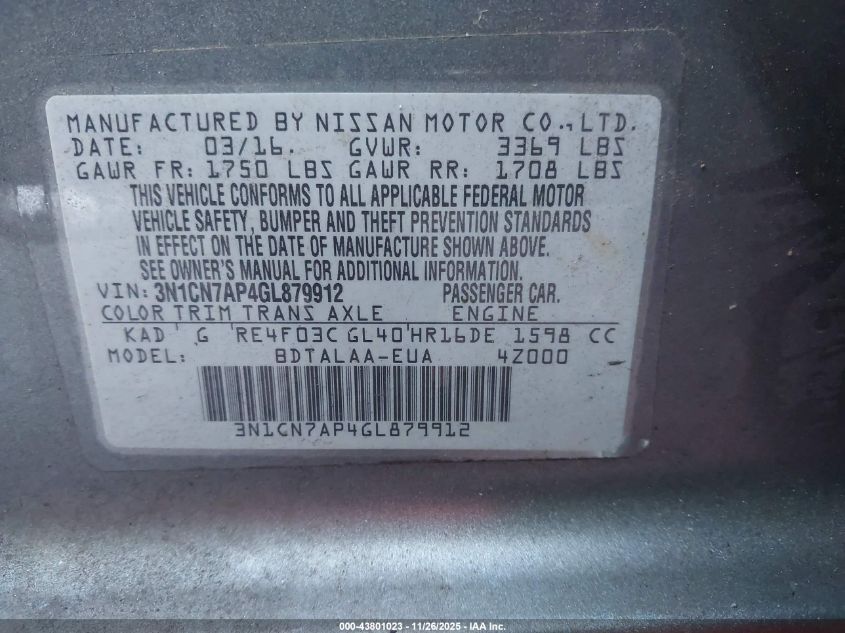 MANUFACTURED BY NISSAN MOTOR CO., LTD.
DATE: 03/16. GVWR: 3369 LBS
GAWR FR: 1750 LBS GAWR RR: 1708 LBS
THIS VEHICLE CONFORMS TO ALL APPLICABLE FEDERAL MOTOR
VEHICLE SAFETY, BUMPER AND THEFT PREVENTION STANDARDS
IN EFFECT ON THE DATE OF MANUFACTURE SHOWN ABOVE.
SEE OWNER'S MANUAL FOR ADDITIONAL INFORMATION.
VIN: 3N1CN7AP4GL879912 PASSENGER CAR.
COLOR TRIM TRANS AXLE ENGINE
KAD G RE4F03C GL40 HR16DE 1598 CC
MODEL: BDTALAA-EUA 4Z000
3N1CN7AP4GL879912
000-43801023 - 11/26/2025 - IAA Inc.